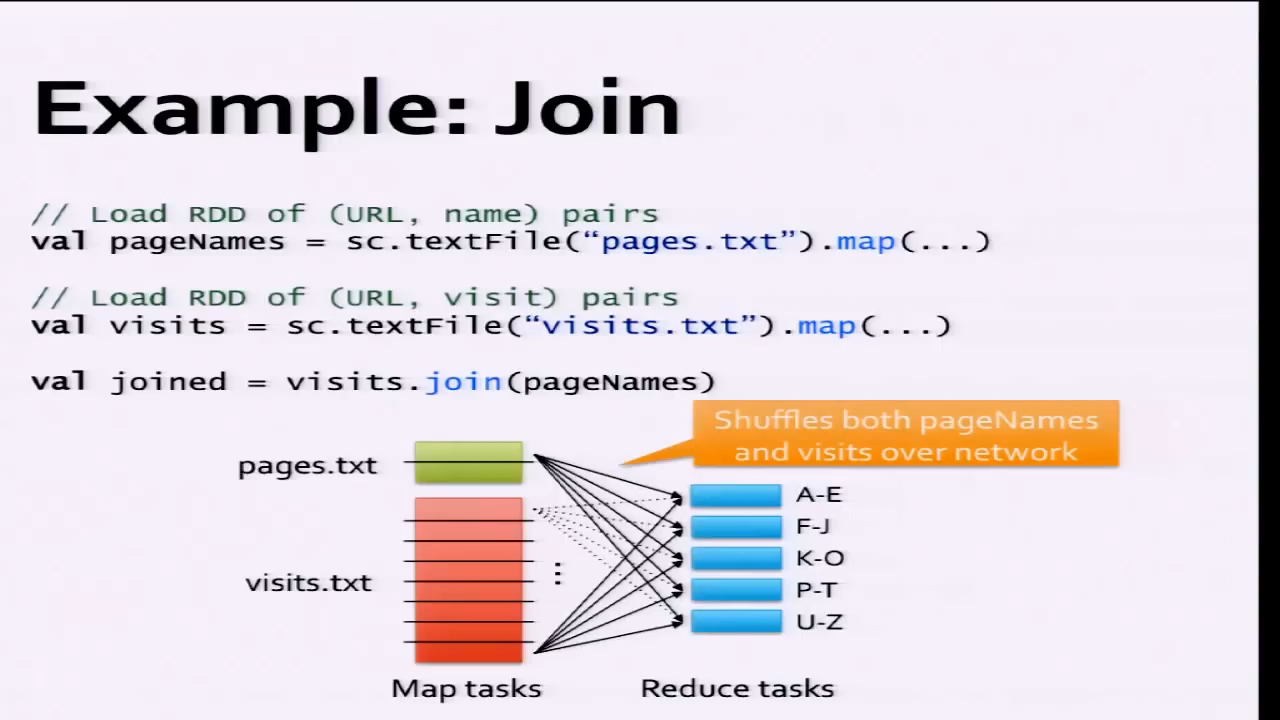 Example: Join
// Load RDD of (URL, name) pairs
val pageNames = sc.textFile(“pages.txt”).map(...)
// Load RDD of (URL, visit) pairs
val visits = sc.textFile(“visits.txt”).map(...)
val joined = visits.join(pageNames)
Shuffles both pageNames
and visits over network
pages.txt
visits.txt
⋮
A-E
F-J
K-O
P-T
U-Z
Map tasks
Reduce tasks